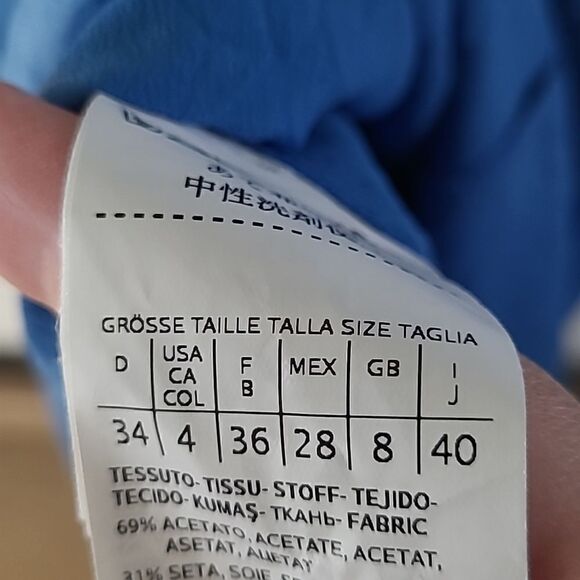 中性洗剤
GRÖSSE TAILLE TALLA SIZE TAGLIA
D USA CA COL F B MEX GB I J
34 4 36 28 8 40
TESSUTO- TISSU- STOFF- TEJIDO-
TECIDO- KUMAŞ- ТКАНЬ- FABRIC
69% ACETATO, ACETATE, ACETAT,
ASETAT, АЦЕТАТ
31% SETA, SOIE,